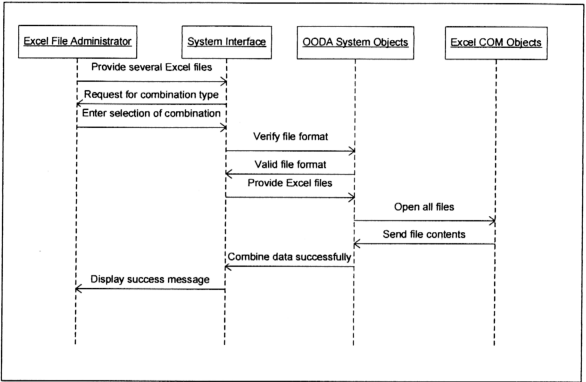 Excel File Administrator
System Interface
OODA System Objects
Excel COM Objects
Provide several Excel files
Request for combination type
Enter selection of combination
Verify file format
Valid file format
Provide Excel files
Open all files
Send file contents
Combine data successfully
Display success message